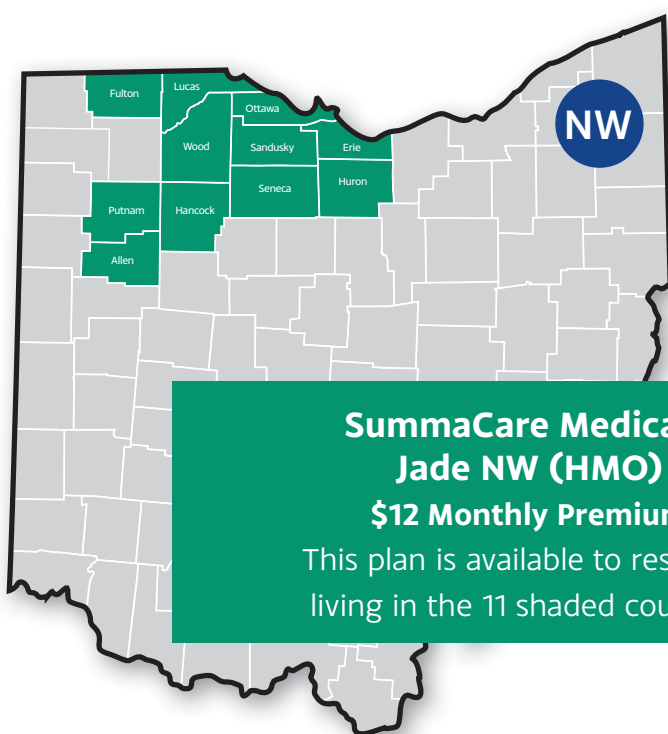 Fulton
Lucas
Ottawa
NW
Wood
Sandusky
Erie
Seneca
Huron
Putnam
Hancock
Allen
SummaCare Medica
Jade NW (HMO)
$12 Monthly Premium
This plan is available to res
living in the 11 shaded cou